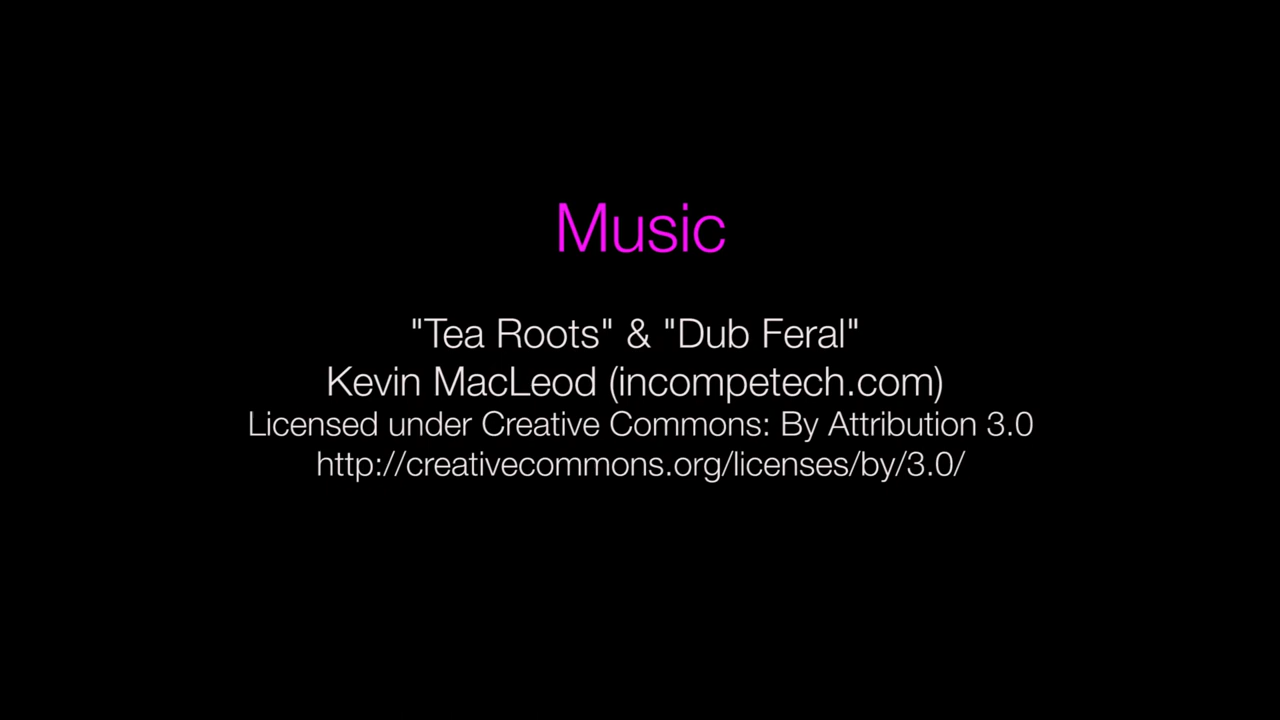 Music
"Tea Roots" & "Dub Feral"
Kevin MacLeod (incompetech.com)
Licensed under Creative Commons: By Attribution 3.0
http://creativecommons.org/licenses/by/3.0/